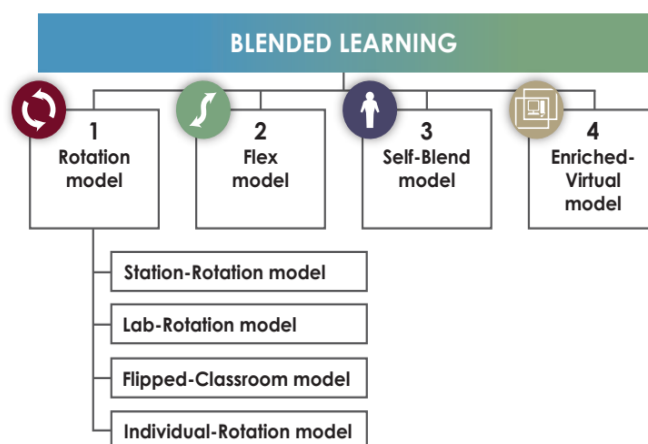 BLENDED LEARNING
1
Rotation
model
2
Flex
model
3
Self-Blend
model
4
Enriched-
Virtual
model
Station-Rotation model
Lab-Rotation model
Flipped-Classroom model
Individual-Rotation model